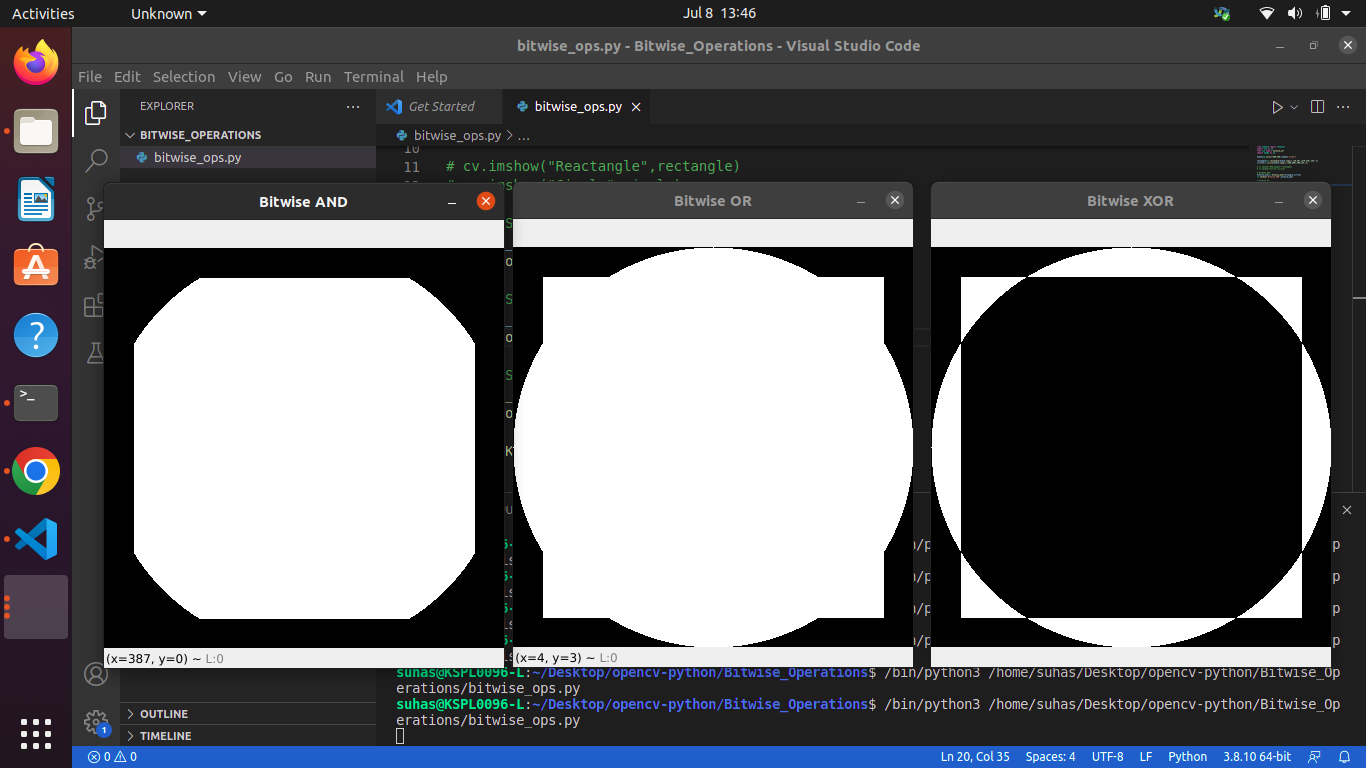 Activities
Unknown
Jul 8 13:46
bitwise_ops.py - Bitwise_Operations - Visual Studio Code
File Edit Selection View Go Run Terminal Help
EXPLORER
Get Started
bitwise_ops.py
BITWISE_OPERATIONS
bitwise_ops.py > ...
bitwise_ops.py
10
11 # cv.imshow("Reactangle",rectangle)
Bitwise AND
Bitwise OR
Bitwise XOR
(x=387, y=0) ~ L:0
(x=4, y=3) ~ L:0
suhas@KSPL0096-L:~/Desktop/opencv-python/Bitwise_Operations$ /bin/python3 /home/suhas/Desktop/opencv-python/Bitwise_Op
erations/bitwise_ops.py
suhas@KSPL0096-L:~/Desktop/opencv-python/Bitwise_Operations$ /bin/python3 /home/suhas/Desktop/opencv-python/Bitwise_Op
erations/bitwise_ops.py
OUTLINE
TIMELINE
1
0 0
Ln 20, Col 35 Spaces: 4 UTF-8 LF Python 3.8.10 64-bit